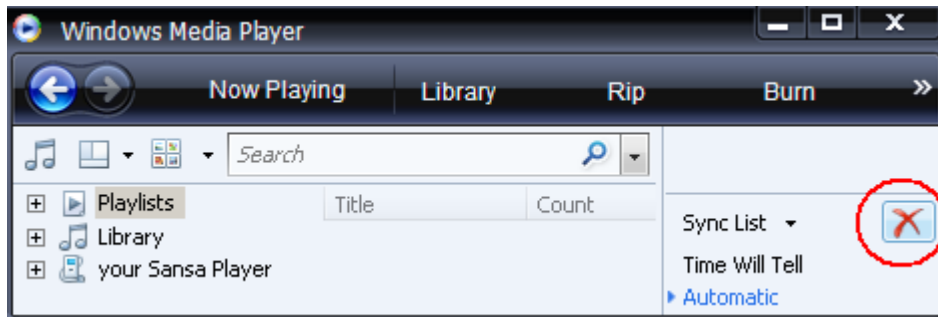 Windows Media Player
Now Playing Library Rip Burn »
Search
Playlists Title Count
Library
your Sansa Player
Sync List
Time Will Tell
Automatic